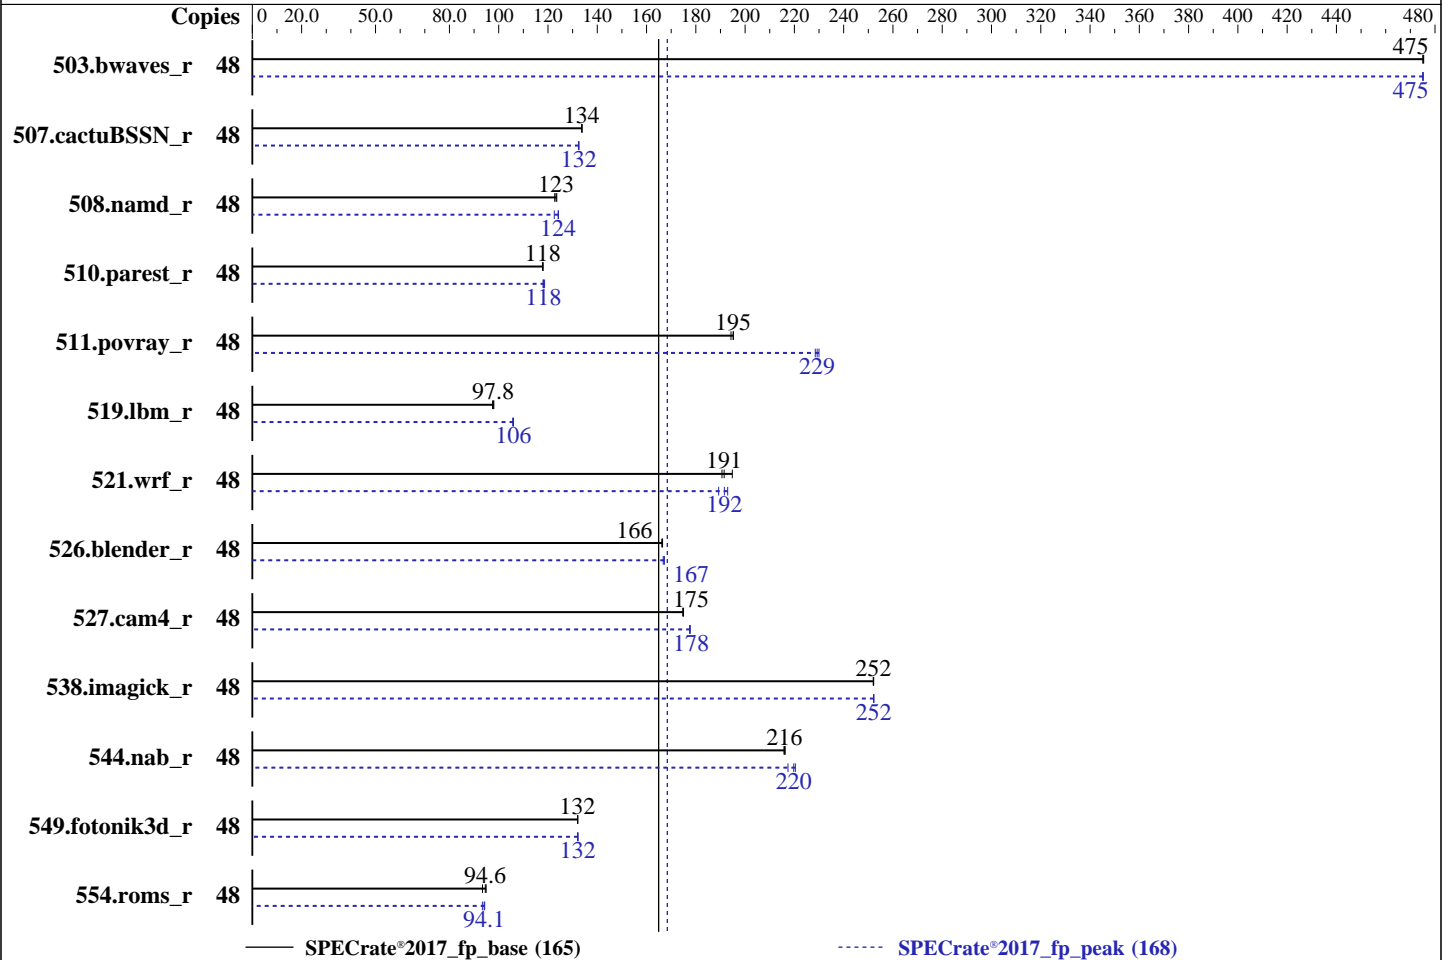 Copies 0 20.0 50.0 80.0 100 120 140 160 180 200 220 240 260 280 300 320 340 360 380 400 420 440 480
475
503.bwaves_r 48
475
134
507.cactuBSSN_r 48
132
123
508.namd_r 48
124
118
510.parest_r 48
118
195
511.povray_r 48
229
97.8
519.lbm_r 48
106
191
521.wrf_r 48
192
166
526.blender_r 48
167
175
527.cam4_r 48
178
252
538.imagick_r 48
252
216
544.nab_r 48
220
132
549.fotonik3d_r 48
132
94.6
554.roms_r 48
94.1
SPECrate®2017_fp_base (165) SPECrate®2017_fp_peak (168)